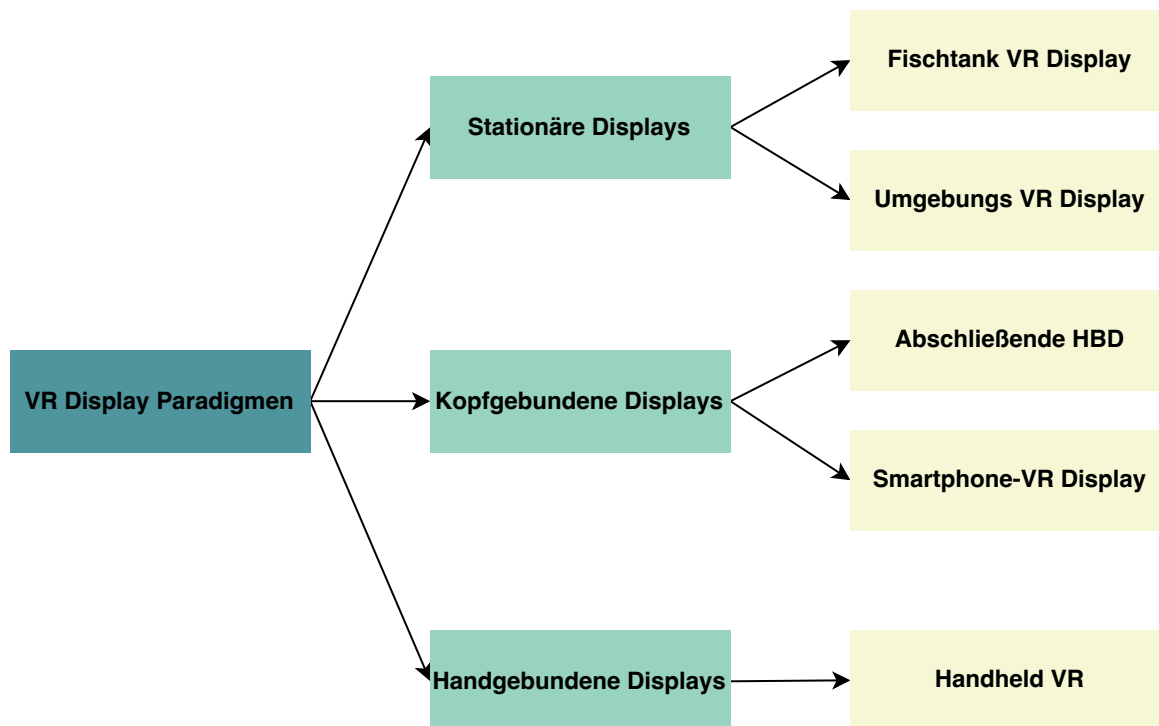 Fischtank VR Display
Stationäre Displays
Umgebungs VR Display
Abschließende HBD
VR Display Paradigmen
Kopfgebundene Displays
Smartphone-VR Display
Handgebundene Displays
Handheld VR